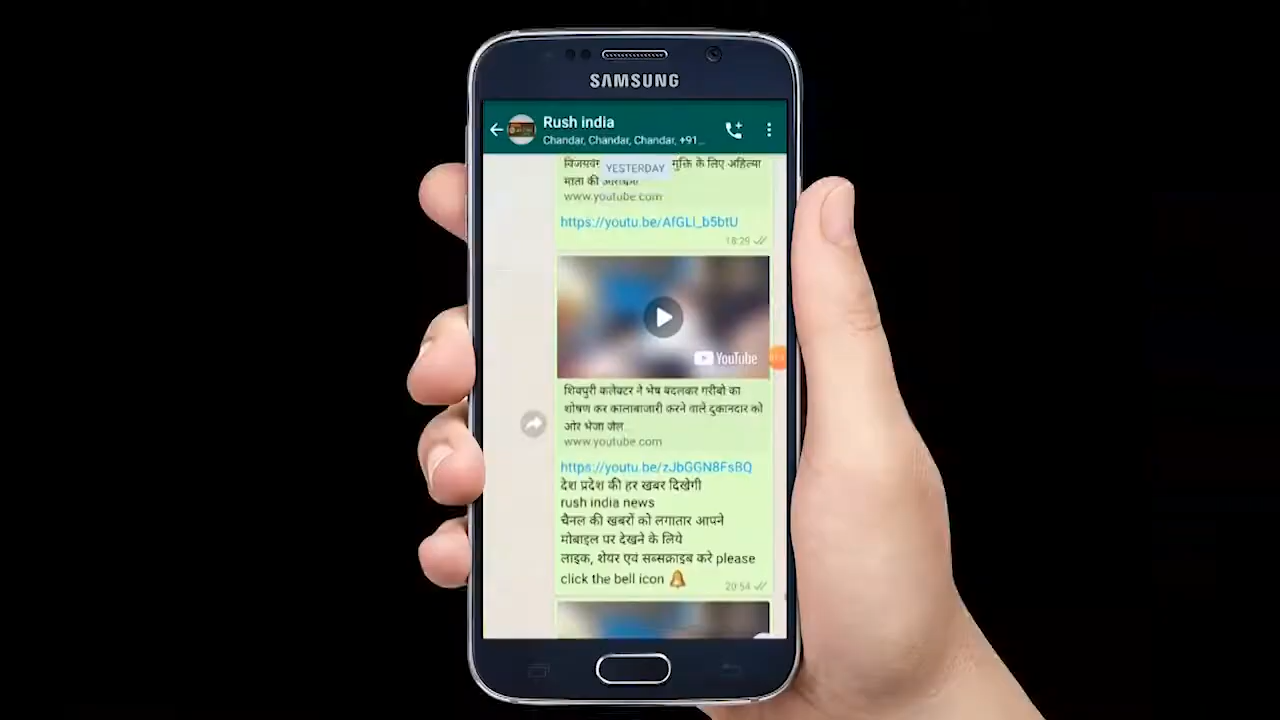 SAMSUNG
Rush india
Chandar, Chandar, Chandar, +91...
YESTERDAY
मुक्ति के लिए अहिल्या
माता की
www.youtube.com
https://youtu.be/AfGLl_b5btU
18:29
YouTube
शिवपुरी कलेक्टर ने भेष बदलकर गरीबो का
शोषण कर कालाबाजारी करने वाले दुकानदार को
ओर भेजा जेल...
www.youtube.com
https://youtu.be/zJbGGN8FsBQ
देश प्रदेश की हर खबर दिखेगी
rush india news
चैनल की खबरों को लगातार आपने
मोबाइल पर देखने के लिये
लाइक, शेयर एवं सब्सक्राइब करे please
click the bell icon 🔔
20:54